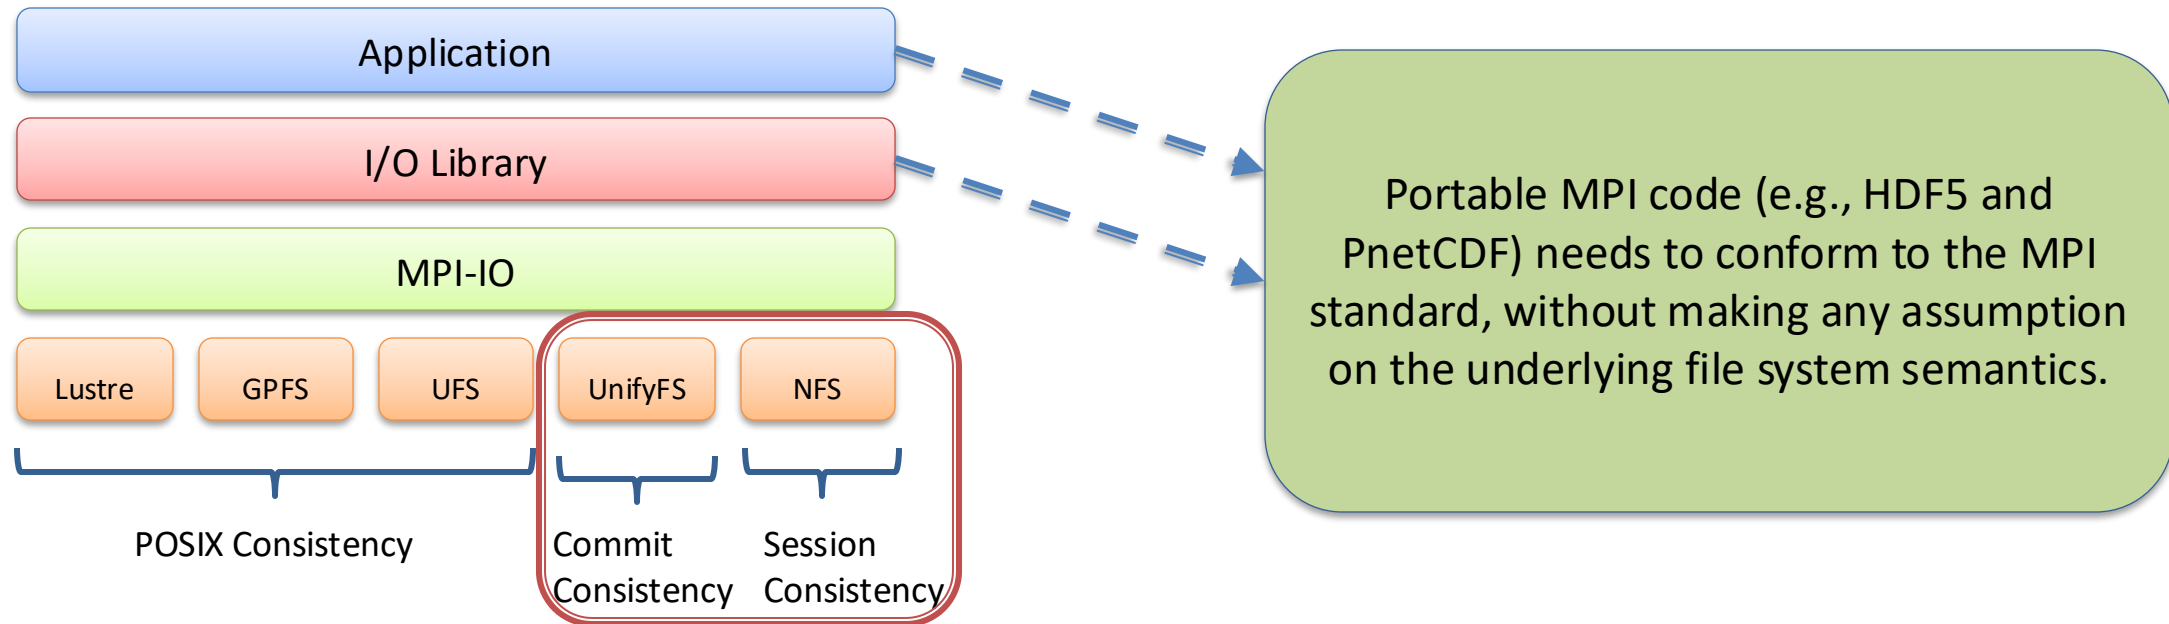 Application
I/O Library
MPI-IO
Lustre
GPFS
UFS
UnifyFS
NFS
POSIX Consistency
Commit
Consistency
Session
Consistency
Portable MPI code (e.g., HDF5 and
PnetCDF) needs to conform to the MPI
standard, without making any assumption
on the underlying file system semantics.